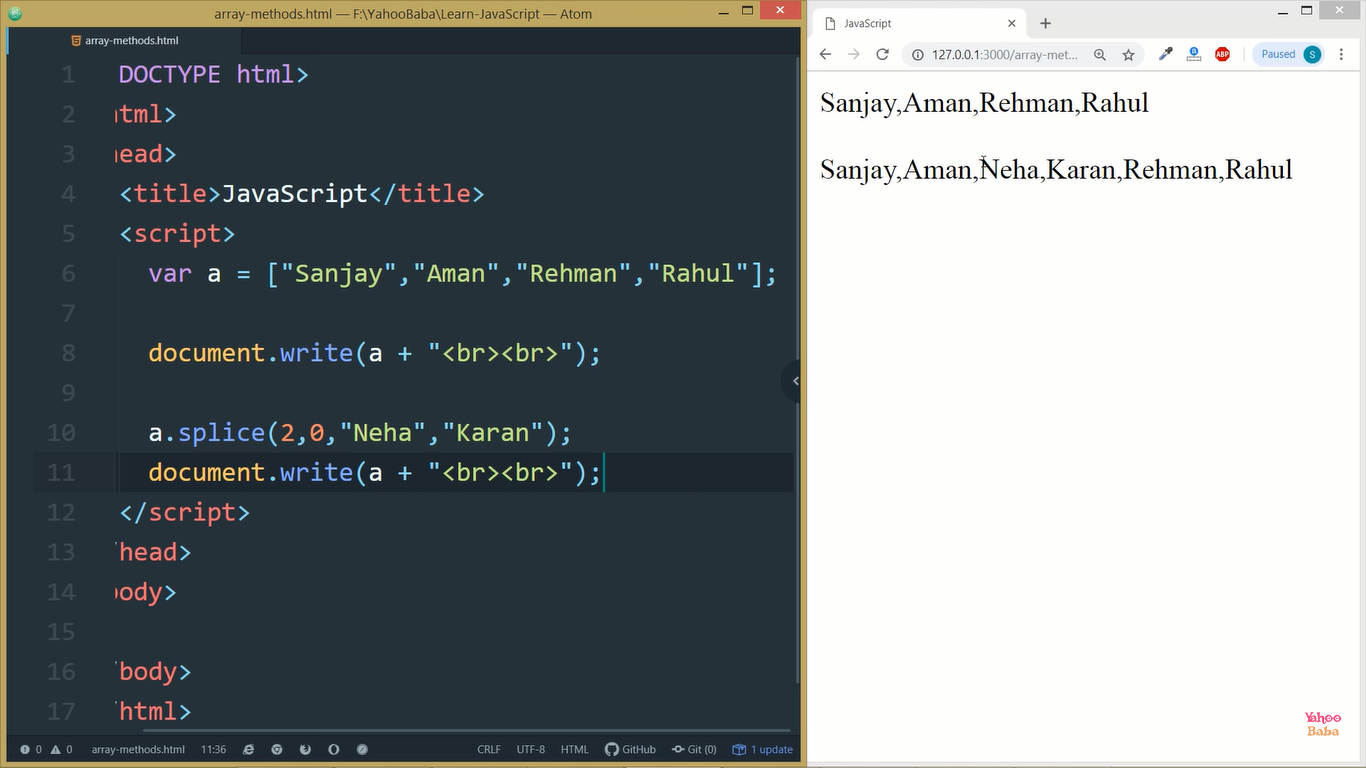 array-methods.html — F:\YahooBaba\Learn-JavaScript — Atom
array-methods.html
1 DOCTYPE html>
2 html>
3 head>
4 <title>JavaScript</title>
5 <script>
6 var a = ["Sanjay","Aman","Rehman","Rahul"];
7
8 document.write(a + "<br><br>");
9
10 a.splice(2,0,"Neha","Karan");
11 document.write(a + "<br><br>");
12 </script>
13 /head>
14 body>
15
16 /body>
17 /html>
0 0 array-methods.html 11:36 CRLF UTF-8 HTML GitHub Git (0) 1 update
JavaScript
127.0.0.1:3000/array-met... ABP Paused S
Sanjay,Aman,Rehman,Rahul
Sanjay,Aman,Neha,Karan,Rehman,Rahul
Yahoo
Baba